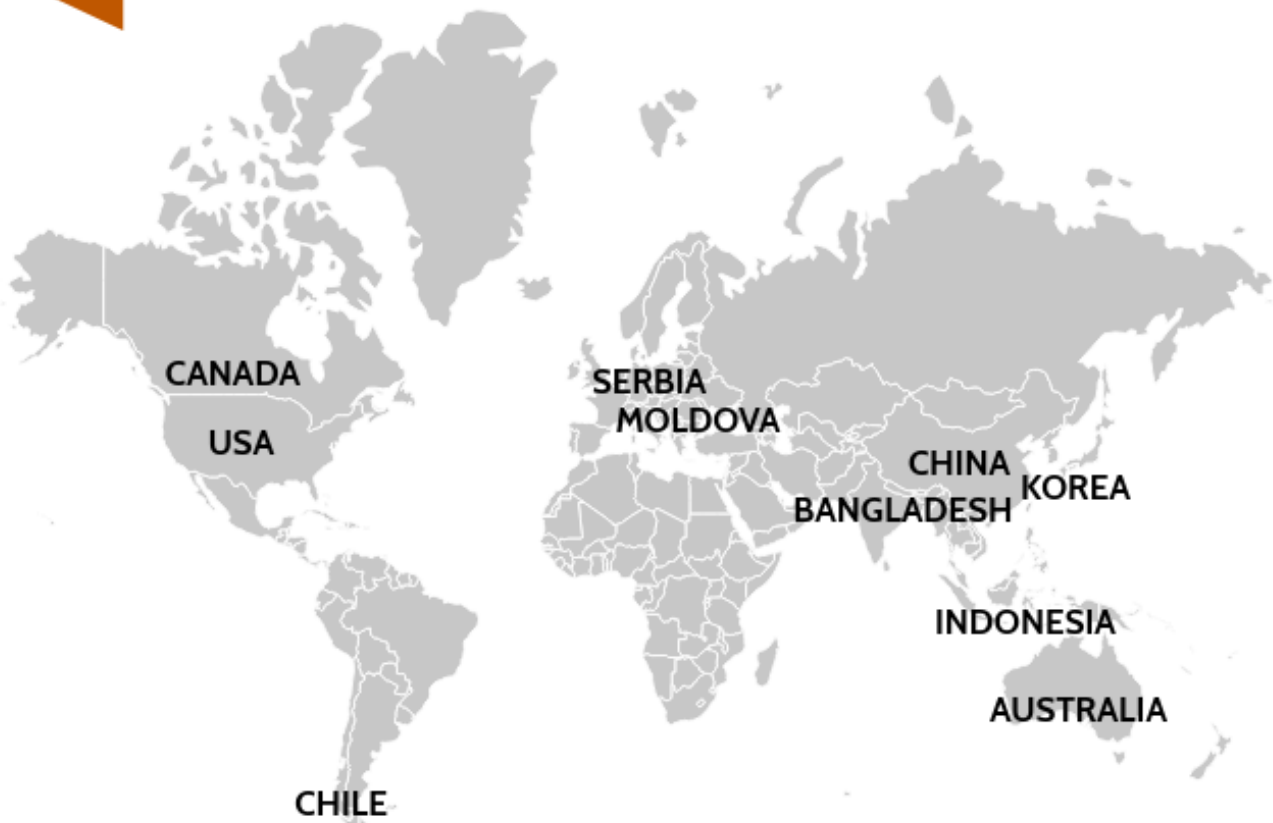 CANADA
SERBIA
MOLDOVA
USA
CHINA
KOREA
BANGLADESH
INDONESIA
AUSTRALIA
CHILE